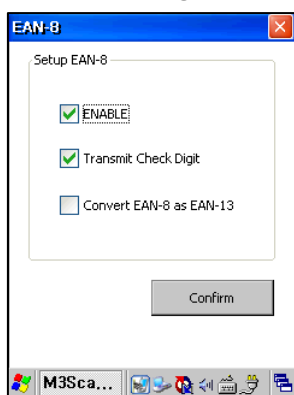 EAN-8
Setup EAN-8
ENABLE
Transmit Check Digit
Convert EAN-8 as EAN-13
Confirm
M3Sca...